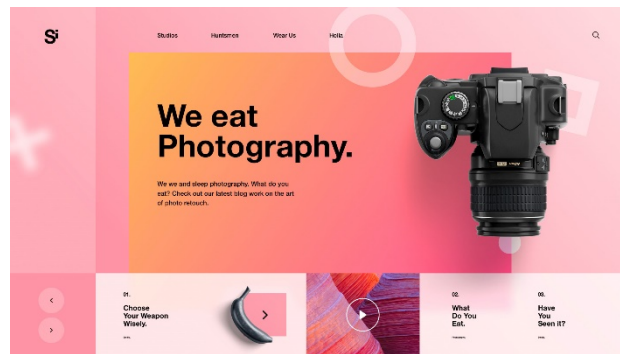 Si
Studios Huntsmen Wear Us Hello
We eat
Photography.
We we and sleep photography. What do you
eat? Check out our latest blog work on the art
of photo retouch.
01.
Choose
Your Weapon
Wisely.
02.
What
Do You
Eat.
03.
Have
You
Seen it?